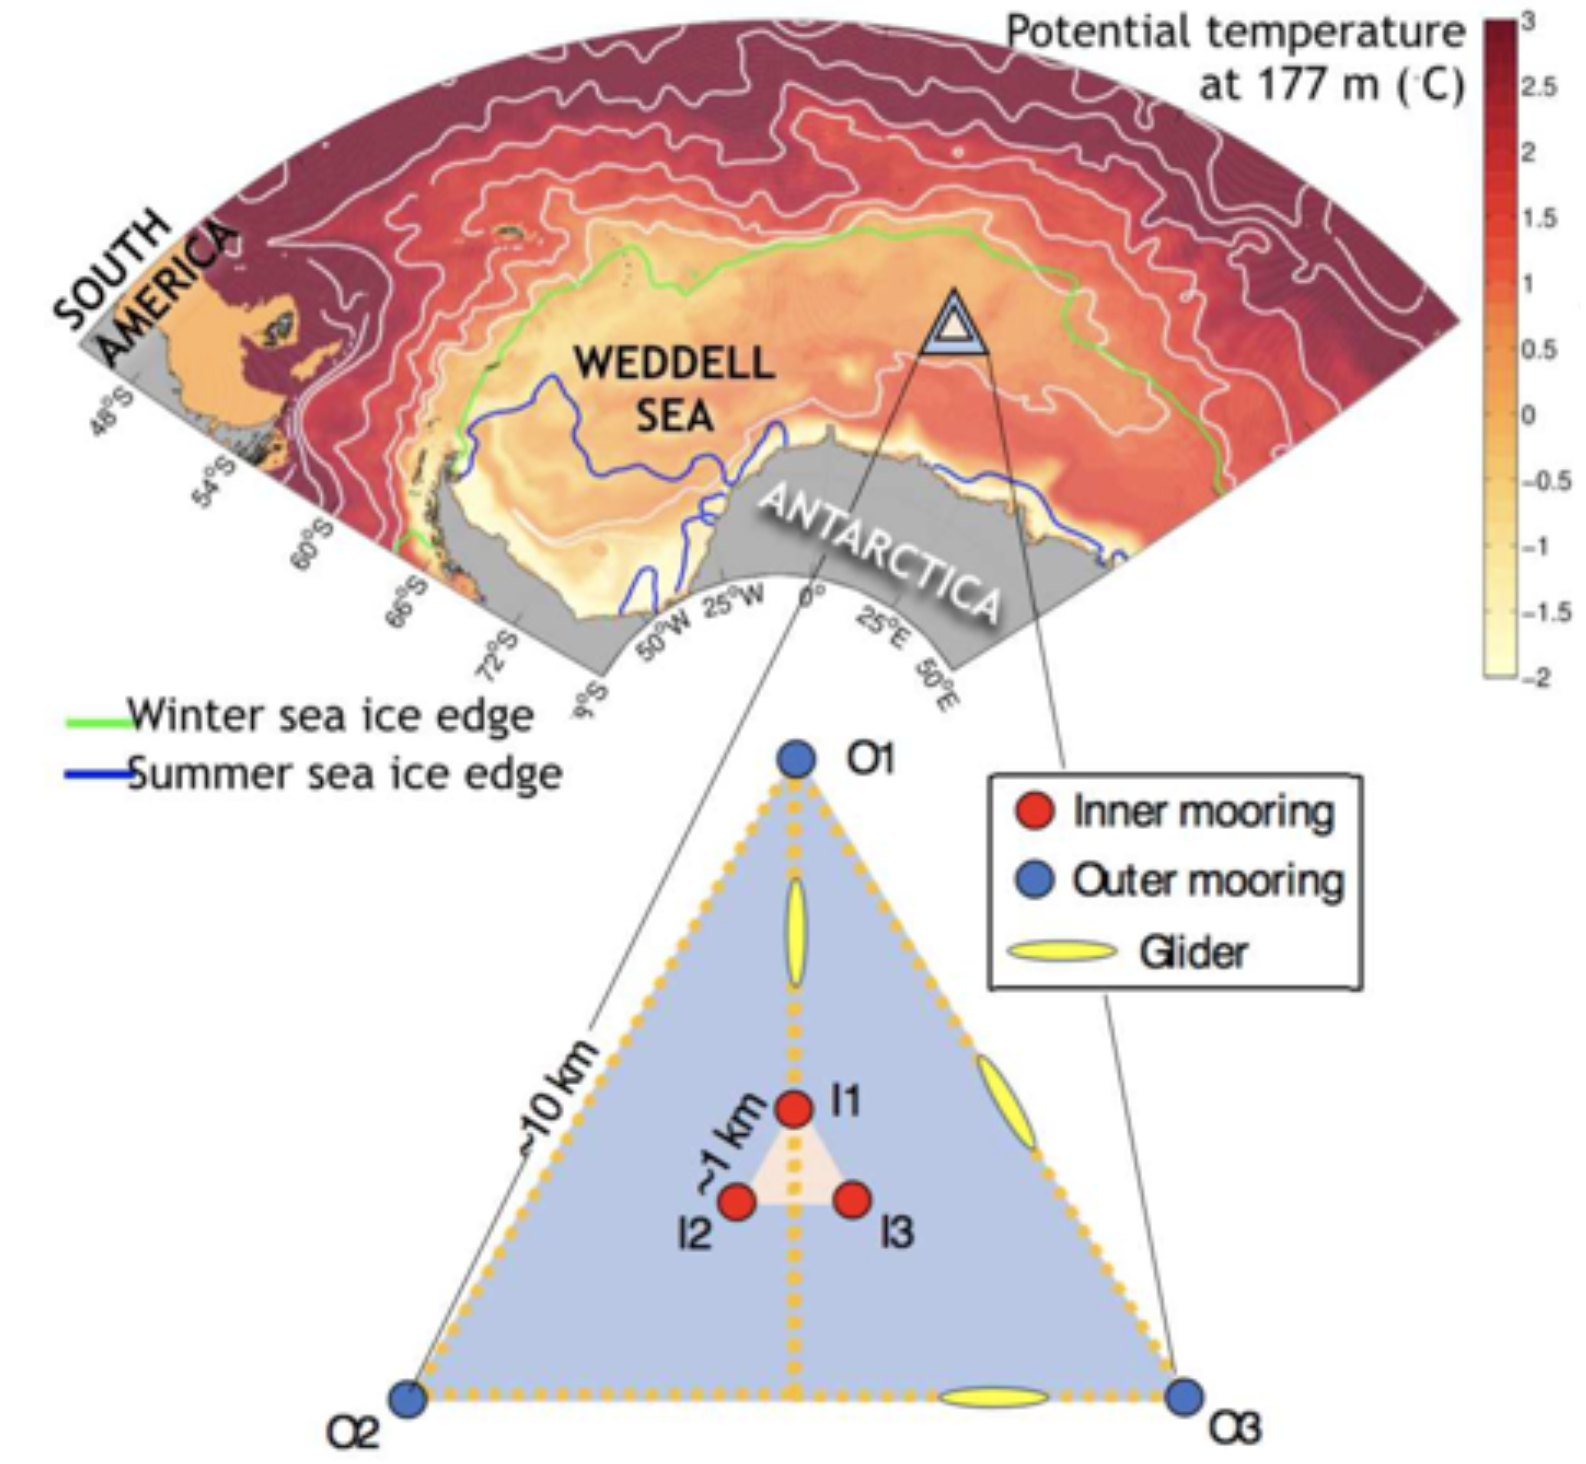 Potential temperature
at 177 m (°C)
3
2.5
2
1.5
1
0.5
0
-0.5
-1
-1.5
-2
SOUTH
AMERICA
WEDDELL
SEA
ANTARCTICA
48°S
54°S
60°S
66°S
72°S
9°S
50°W
25°W
0°
25°E
50°E
Winter sea ice edge
Summer sea ice edge
O1
Inner mooring
Outer mooring
Glider
~10 km
~1 km
I1
I2
I3
O2
O3